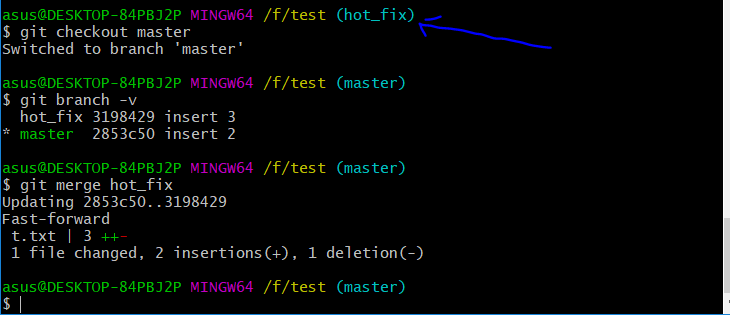 asus@DESKTOP-84PBJ2P MINGW64 /f/test (hot_fix)
$ git checkout master
Switched to branch 'master'
asus@DESKTOP-84PBJ2P MINGW64 /f/test (master)
$ git branch -v
  hot_fix 3198429 insert 3
* master  2853c50 insert 2
asus@DESKTOP-84PBJ2P MINGW64 /f/test (master)
$ git merge hot_fix
Updating 2853c50..3198429
Fast-forward
 t.txt | 3 ++-
 1 file changed, 2 insertions(+), 1 deletion(-)
asus@DESKTOP-84PBJ2P MINGW64 /f/test (master)
$